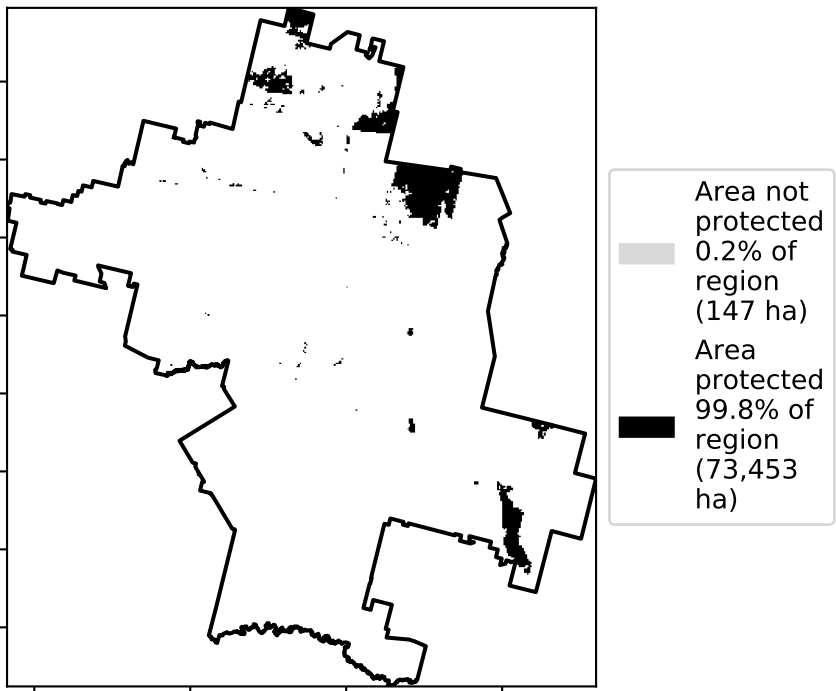 Area not
protected
0.2% of
region
(147 ha)
Area
protected
99.8% of
region
(73,453
ha)